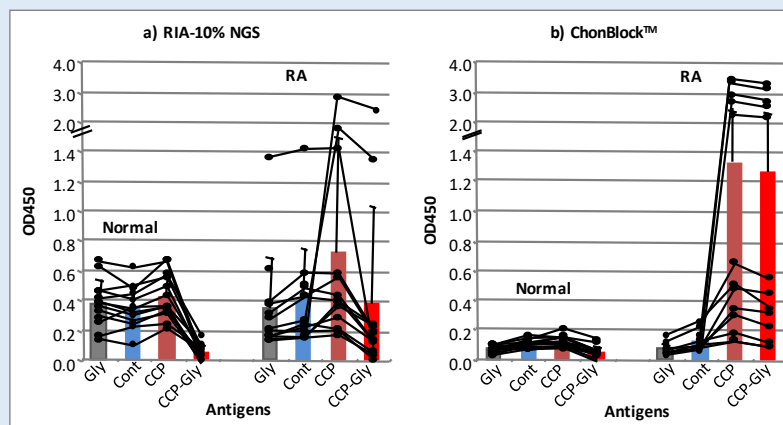 a) RIA-10% NGS
b) ChonBlock™
4.0
3.0
2.0
1.4
1.2
1.0
0.8
0.6
0.4
0.2
0.0
OD450
Normal
RA
Gly
Cont
CCP
CCP-Gly
Gly
Cont
CCP
CCP-Gly
Antigens
4.0
3.0
2.0
1.4
1.2
1.0
0.8
0.6
0.4
0.2
0.0
OD450
Normal
RA
Gly
Cont
CCP
CCP-Gly
Gly
Cont
CCP
CCP-Gly
Antigens